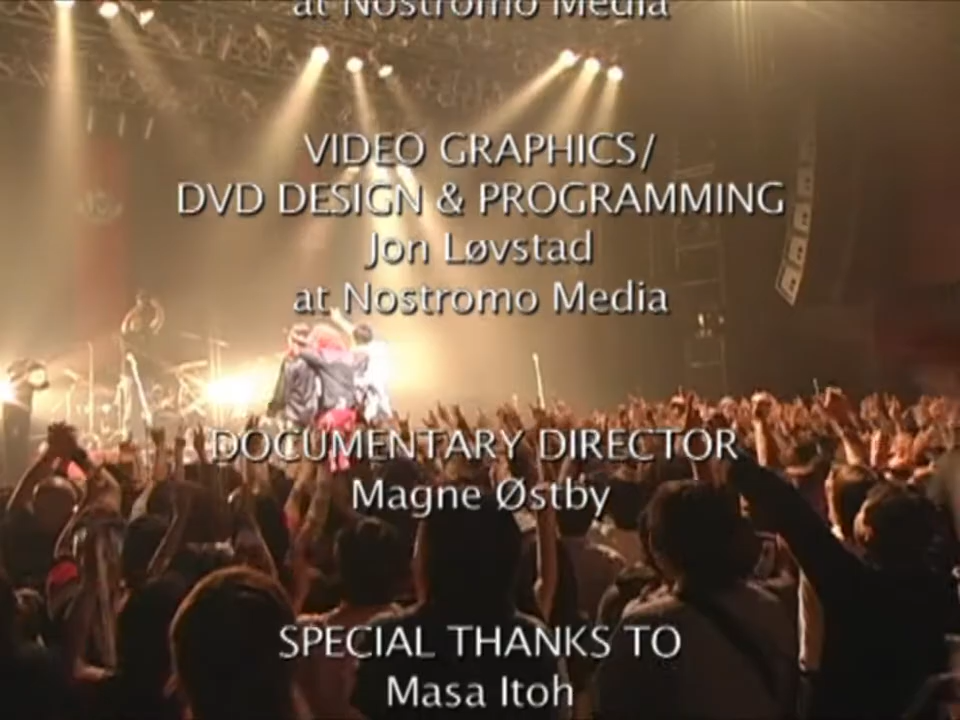 at Nostromo Media
VIDEO GRAPHICS/
DVD DESIGN & PROGRAMMING
Jon Løvstad
at Nostromo Media
DOCUMENTARY DIRECTOR
Magne Østby
SPECIAL THANKS TO
Masa Itoh